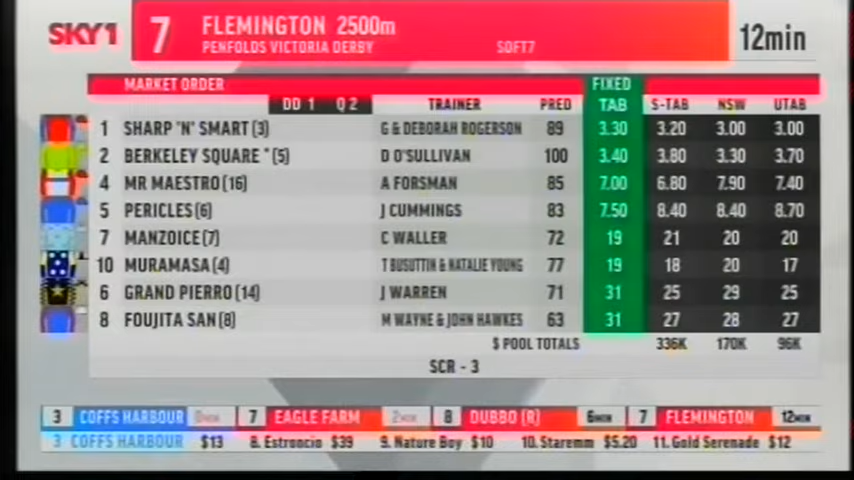 SKY1 7 FLEMINGTON 2500m 12min
PENFOLDS VICTORIA DERBY SOFT7
MARKET ORDER FIXED
DD 1 Q 2 TRAINER PRED TAB S-TAB NSW UTAB
1 SHARP 'N' SMART (3) G & DEBORAH ROGERSON 89 3.30 3.20 3.00 3.00
2 BERKELEY SQUARE * (5) D O'SULLIVAN 100 3.40 3.80 3.30 3.70
4 MR MAESTRO (16) A FORSMAN 85 7.00 6.80 7.90 7.40
5 PERICLES (6) J CUMMINGS 83 7.50 8.40 8.40 8.70
7 MANZOICE (7) C WALLER 72 19 21 20 20
10 MURAMASA (4) T BUSUTTIN & NATALIE YOUNG 77 19 18 20 17
6 GRAND PIERRO (14) J WARREN 71 31 25 29 25
8 FOUJITA SAN (8) M WAYNE & JOHN HAWKES 63 31 27 28 27
$ POOL TOTALS 336K 170K 96K
SCR - 3
3 COFFS HARBOUR 0MIN 7 EAGLE FARM 2MIN 8 DUBBO (R) 6MIN 7 FLEMINGTON 12MIN
3 COFFS HARBOUR $13 8. Estroncio $39 9. Nature Boy $10 10. Staremm $5.20 11. Gold Serenade $12